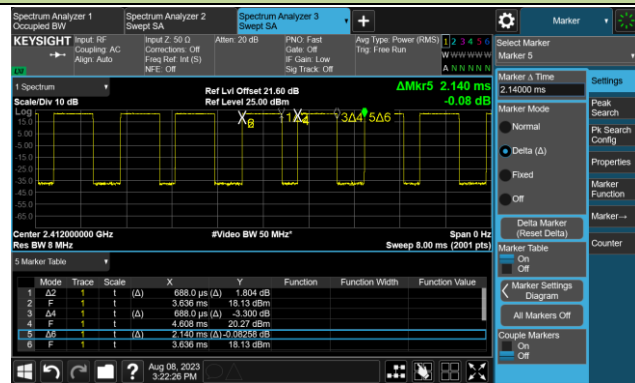 Spectrum Analyzer 1
Occupied BW
Spectrum Analyzer 2
Swept SA
Spectrum Analyzer 3
Swept SA
Marker
KEYSIGHT
Input: RF
Coupling: AC
Align: Auto
Input Z: 50 Ω
Corrections: Off
Freq Ref: Int (S)
NFE: Off
Atten: 20 dB
PNO: Fast
Gate: Off
IF Gain: Low
Sig Track: Off
Avg Type: Power (RMS)
Trig: Free Run
1 2 3 4 5 6
W W W W W W
A N N N N N
Select Marker
Marker 5
Marker Δ Time
2.14000 ms
Settings
Peak Search
Pk Search Config
Properties
Marker Function
Marker→
Counter
Marker Mode
Normal
Delta (Δ)
Fixed
Off
Delta Marker
(Reset Delta)
Marker Table
On
Off
Marker Settings
Diagram
All Markers Off
Couple Markers
On
Off
1 Spectrum
Scale/Div 10 dB
Ref Lvl Offset 21.60 dB
Ref Level 25.00 dBm
ΔMkr5 2.140 ms
-0.08 dB
Log
15.0
5.00
-5.00
-15.0
-25.0
-35.0
-45.0
-55.0
-65.0
3Δ4 5Δ6
Center 2.412000000 GHz
Res BW 8 MHz
#Video BW 50 MHz*
Span 0 Hz
Sweep 8.00 ms (2001 pts)
5 Marker Table
Mode Trace Scale X Y Function Function Width Function Value
1 Δ2 1 t (Δ) 688.0 µs (Δ) 1.804 dB
2 F 1 t 3.636 ms 18.13 dBm
3 Δ4 1 t (Δ) 688.0 µs (Δ) -3.300 dB
4 F 1 t 4.608 ms 20.27 dBm
5 Δ6 1 t (Δ) 2.140 ms (Δ) -0.08258 dB
6 F 1 t 3.636 ms 18.13 dBm
Aug 08, 2023
3:22:26 PM